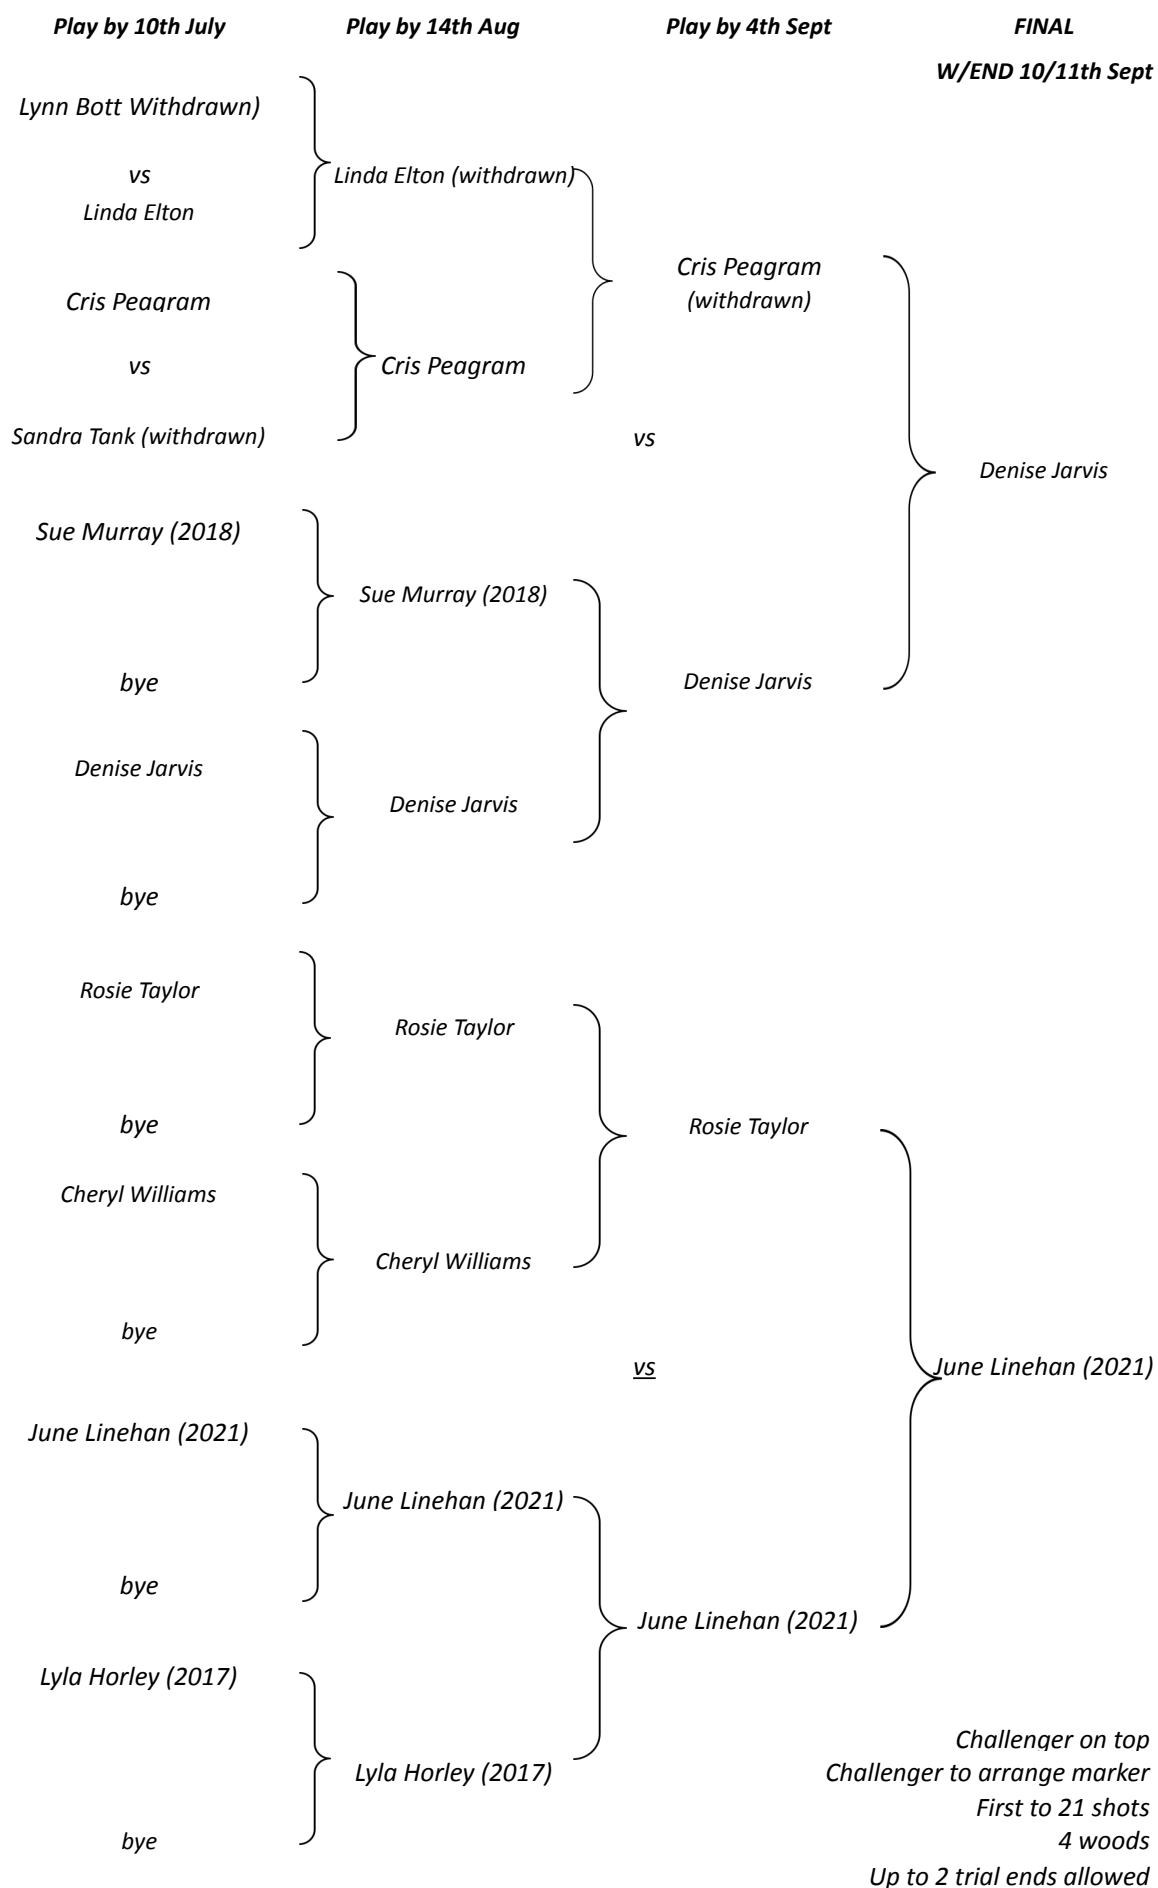 Play by 10th July
Play by 14th Aug
Play by 4th Sept
FINAL
W/END 10/11th Sept
Lynn Bott Withdrawn)
vs
Linda Elton
Linda Elton (withdrawn)
Cris Peagram
(withdrawn)
Cris Peagram
vs
Cris Peagram
Sandra Tank (withdrawn)
vs
Denise Jarvis
Sue Murray (2018)
Sue Murray (2018)
bye
Denise Jarvis
Denise Jarvis
Denise Jarvis
bye
Rosie Taylor
Rosie Taylor
bye
Rosie Taylor
Cheryl Williams
Cheryl Williams
bye
vs
June Linehan (2021)
June Linehan (2021)
June Linehan (2021)
bye
June Linehan (2021)
Lyla Horley (2017)
Lyla Horley (2017)
bye
Challenger on top
Challenger to arrange marker
First to 21 shots
4 woods
Up to 2 trial ends allowed